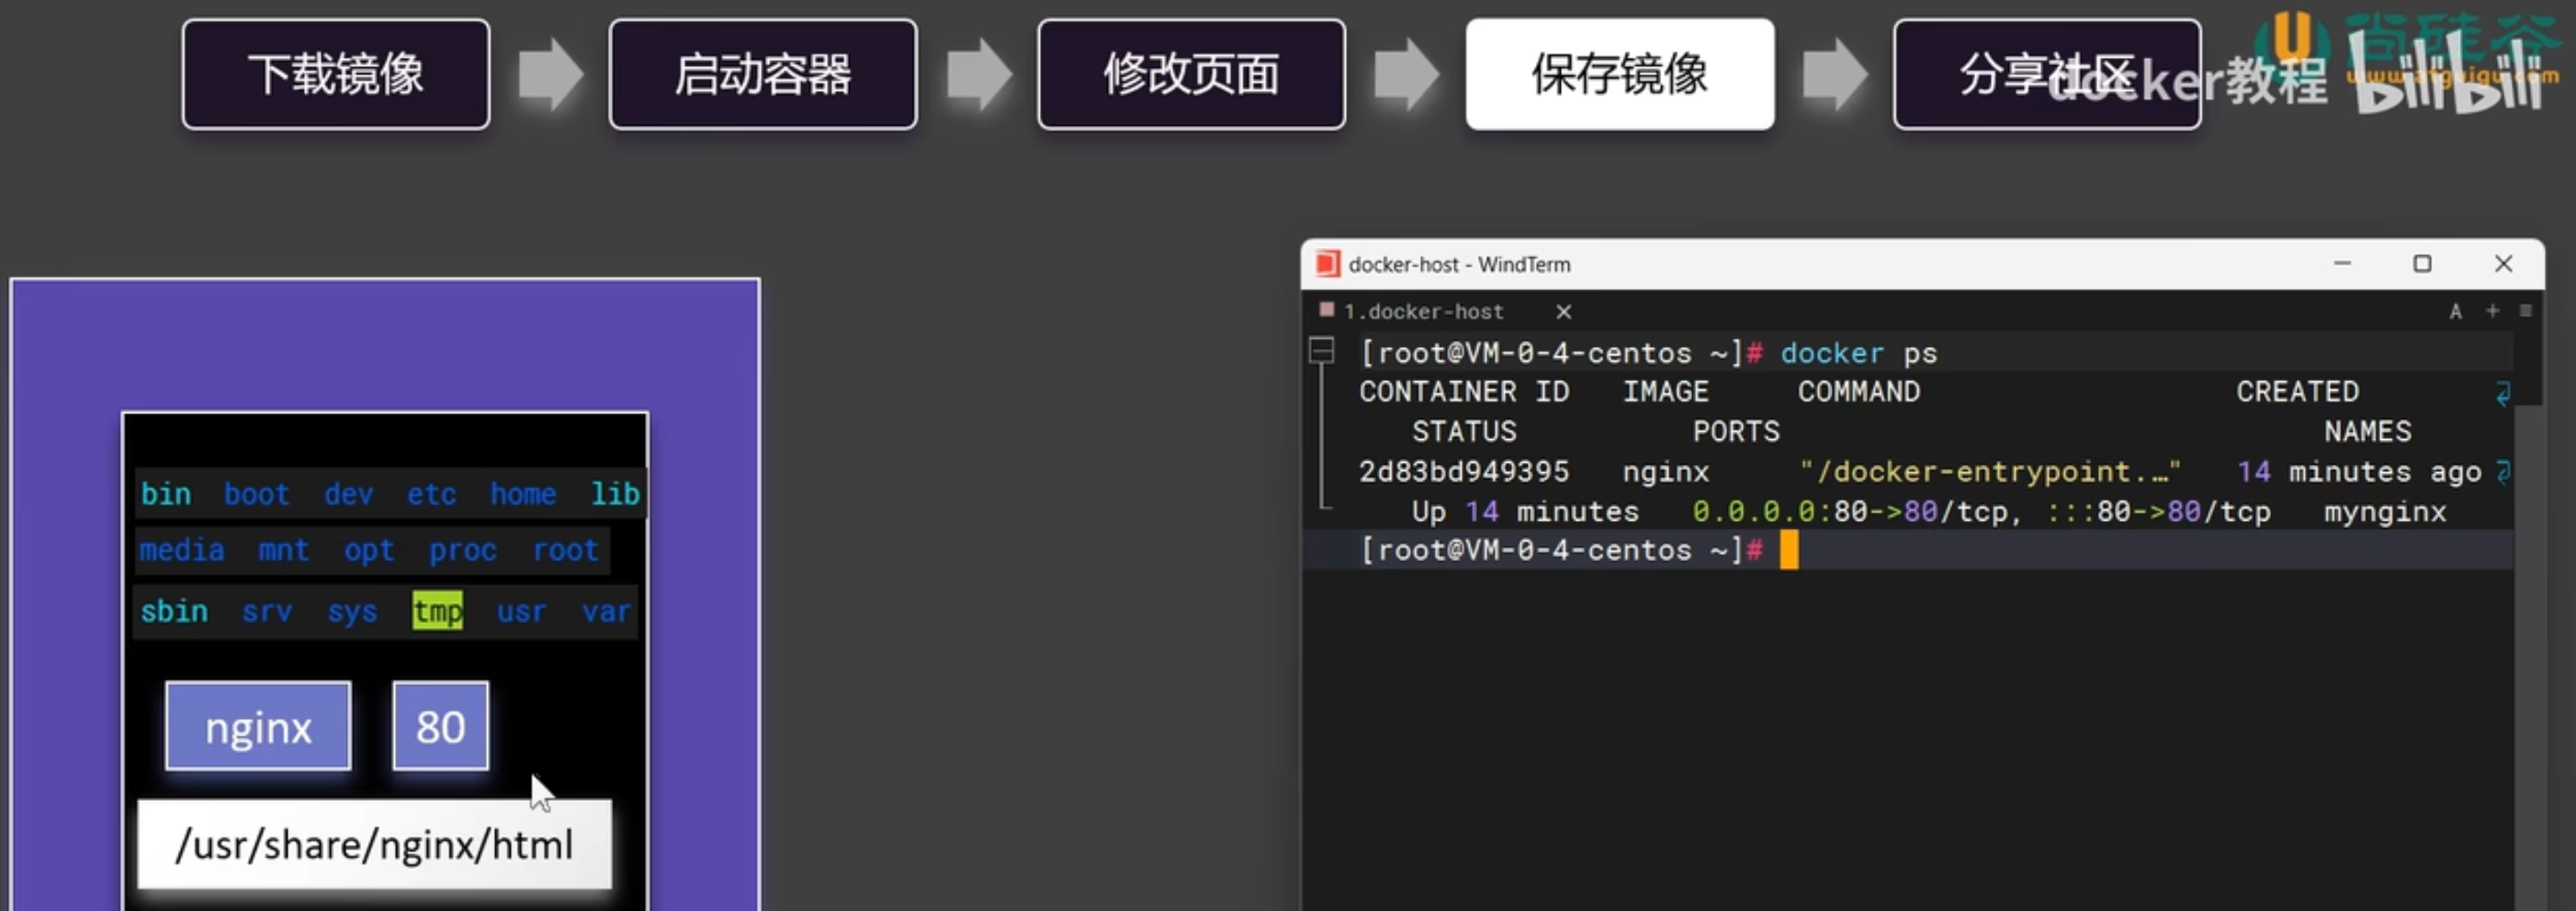 下载镜像
启动容器
修改页面
保存镜像
分享社区
docker教程
尚硅谷
www.atguigu.com
bilibili
docker-host - WindTerm
1.docker-host
A
[root@VM-0-4-centos ~]# docker ps
CONTAINER ID IMAGE COMMAND CREATED
STATUS PORTS NAMES
2d83bd949395 nginx "/docker-entrypoint.…" 14 minutes ago
Up 14 minutes 0.0.0.0:80->80/tcp, :::80->80/tcp mynginx
[root@VM-0-4-centos ~]#
bin boot dev etc home lib
media mnt opt proc root
sbin srv sys tmp usr var
nginx
80
/usr/share/nginx/html